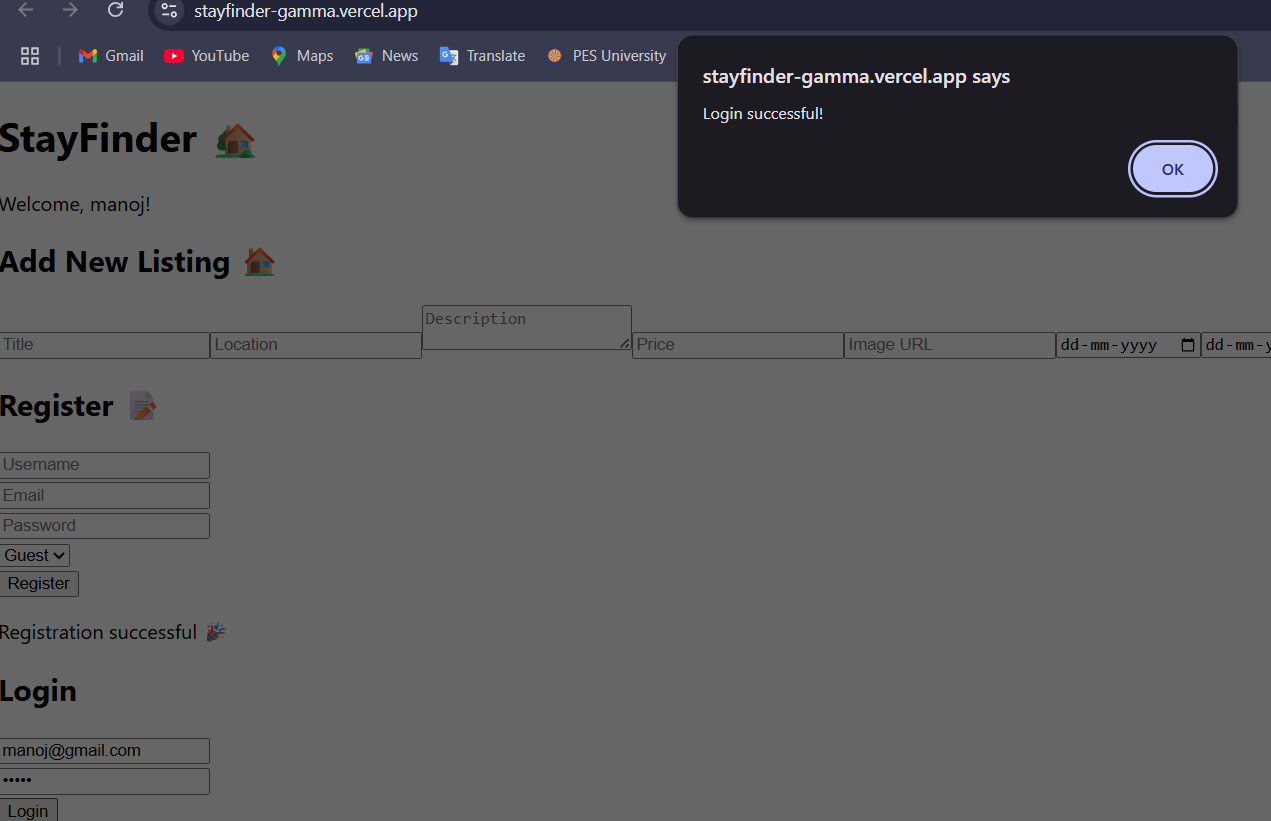 stayfinder-gamma.vercel.app
Gmail YouTube Maps News Translate PES University
stayfinder-gamma.vercel.app says
Login successful!
OK
StayFinder
Welcome, manoj!
Add New Listing
Title Location Description Price Image URL dd-mm-yyyy dd-mm-y
Register
Username
Email
Password
Guest
Register
Registration successful 🎉
Login
manoj@gmail.com
•••••
Login